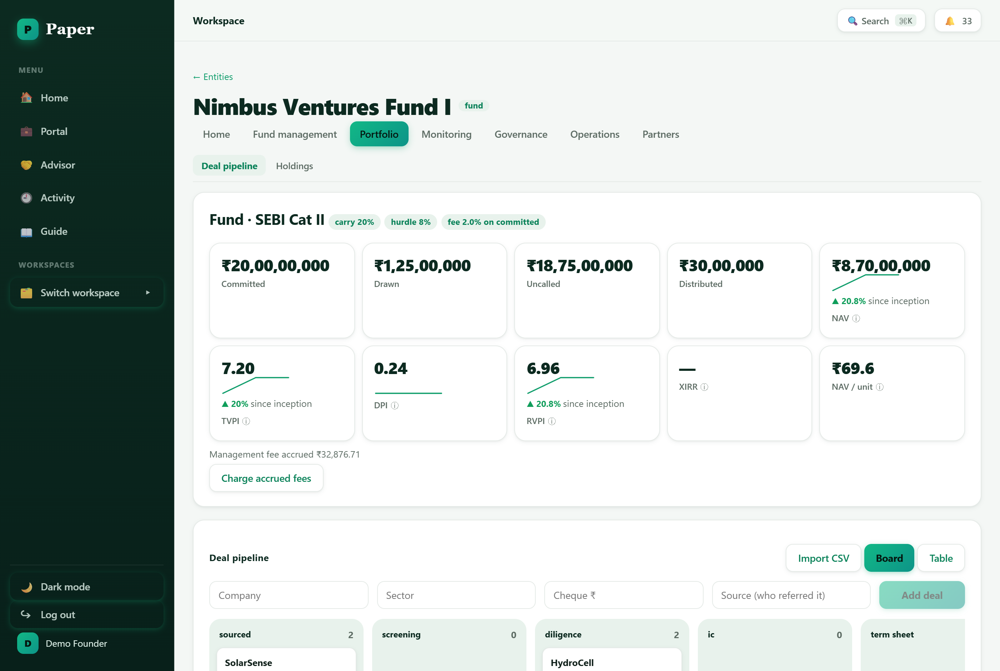 P Paper
MENU
Home
Portal
Advisor
Activity
Guide
WORKSPACES
Switch workspace
Dark mode
Log out
D Demo Founder
Workspace
Search ⌘K
33
← Entities
Nimbus Ventures Fund I fund
Home Fund management Portfolio Monitoring Governance Operations Partners
Deal pipeline Holdings
Fund · SEBI Cat II carry 20% hurdle 8% fee 2.0% on committed
₹20,00,00,000
Committed
₹1,25,00,000
Drawn
₹18,75,00,000
Uncalled
₹30,00,000
Distributed
₹8,70,00,000
▲ 20.8% since inception
NAV ⓘ
7.20
▲ 20% since inception
TVPI ⓘ
0.24
DPI ⓘ
6.96
▲ 20.8% since inception
RVPI ⓘ
—
XIRR ⓘ
₹69.6
NAV / unit ⓘ
Management fee accrued ₹32,876.71
Charge accrued fees
Deal pipeline
Import CSV Board Table
Company Sector Cheque ₹ Source (who referred it) Add deal
sourced 2 screening 0 diligence 2 ic 0 term sheet
SolarSense HydroCell